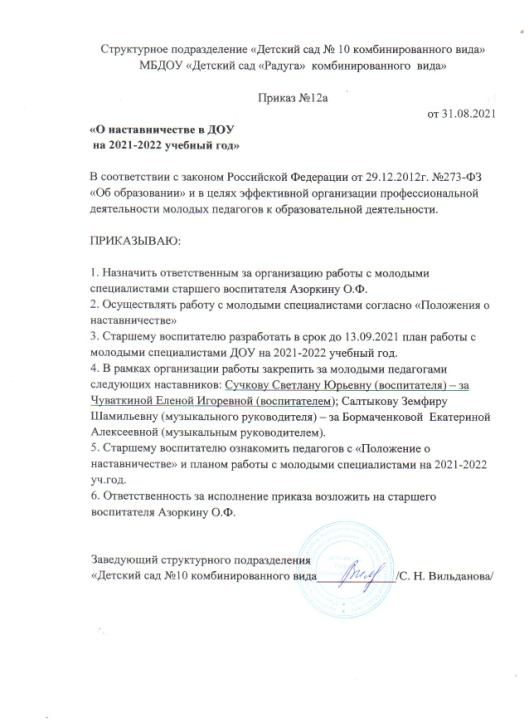 Структурное подразделение «Детский сад № 10 комбинированного вида»
МБДОУ «Детский сад «Радуга» комбинированного вида»
Приказ №12а
от 31.08.2021
«О наставничестве в ДОУ
на 2021-2022 учебный год»
В соответствии с законом Российской Федерации от 29.12.2012г. №273-ФЗ
«Об образовании» и в целях эффективной организации профессиональной
деятельности молодых педагогов к образовательной деятельности.
ПРИКАЗЫВАЮ:
1. Назначить ответственным за организацию работы с молодыми
специалистами старшего воспитателя Азоркину О.Ф.
2. Осуществлять работу с молодыми специалистами согласно «Положения о
наставничестве»
3. Старшему воспитателю разработать в срок до 13.09.2021 план работы с
молодыми специалистами ДОУ на 2021-2022 учебный год.
4. В рамках организации работы закрепить за молодыми педагогами
следующих наставников: Сучкову Светлану Юрьевну (воспитателя) – за
Чуваткиной Еленой Игоревной (воспитателем); Салтыкову Земфиру
Шамильевну (музыкального руководителя) – за Бормаченковой Екатериной
Алексеевной (музыкальным руководителем).
5. Старшему воспитателю ознакомить педагогов с «Положение о
наставничестве» и планом работы с молодыми специалистами на 2021-2022
уч.год.
6. Ответственность за исполнение приказа возложить на старшего
воспитателя Азоркину О.Ф.
Заведующий структурного подразделения
«Детский сад №10 комбинированного вида____________/С. Н. Вильданова/